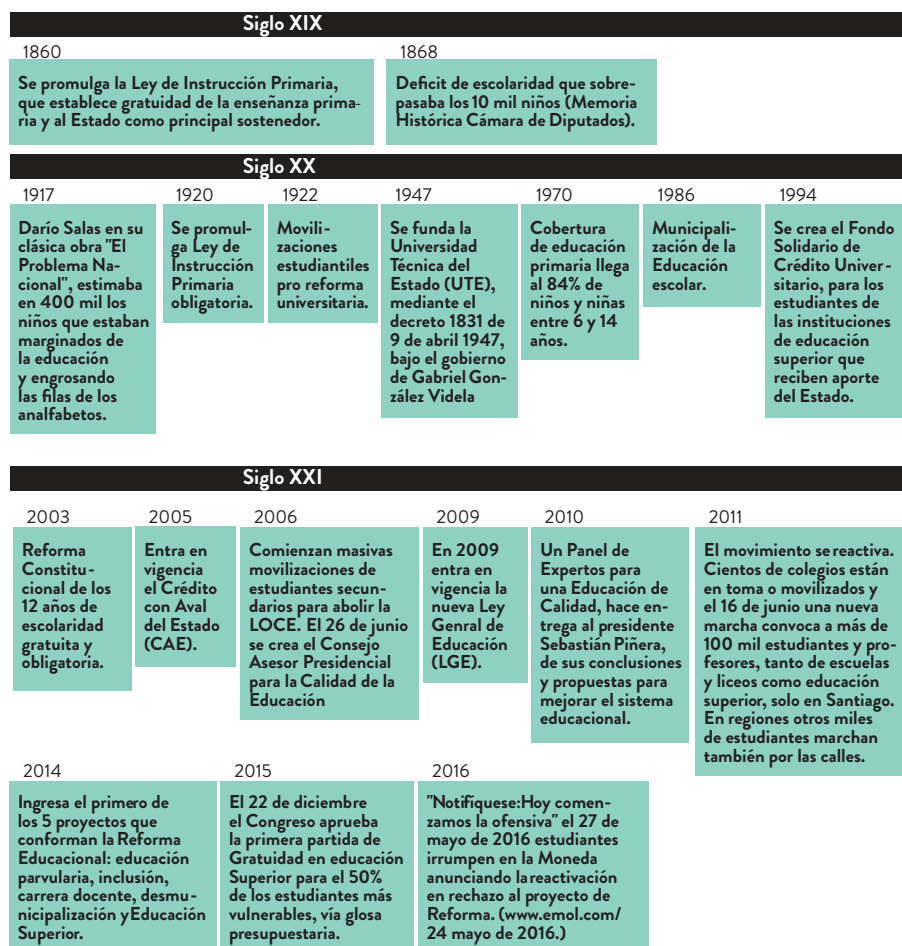 Siglo XIX
1860
Se promulga la Ley de Instrucción Primaria,
que establece gratuidad de la enseñanza prima-
ria y al Estado como principal sostenedor.
1868
Deficit de escolaridad que sobre-
pasaba los 10 mil niños (Memoria
Histórica Cámara de Diputados).
Siglo XX
1917
Darío Salas en su
clásica obra "El
Problema Na-
cional", estimaba
en 400 mil los
niños que estaban
marginados de
la educación
y engrosando
las filas de los
analfabetos.
1920
Se promul-
ga Ley de
Instrucción
Primaria
obligatoria.
1922
Movili-
zaciones
estudiantiles
pro reforma
universitaria.
1947
Se funda la
Universidad
Técnica del
Estado (UTE),
mediante el
decreto 1831 de
9 de abril 1947,
bajo el gobierno
de Gabriel Gon-
zález Videla
1970
Cobertura
de educación
primaria llega
al 84% de
niños y niñas
entre 6 y 14
años.
1986
Municipali-
zación de la
Educación
escolar.
1994
Se crea el Fondo
Solidario de
Crédito Univer-
sitario, para los
estudiantes de
las instituciones
de educación
superior que
reciben aporte
del Estado.
Siglo XXI
2003
Reforma
Constitu-
cional de los
12 años de
escolaridad
gratuita y
obligatoria.
2005
Entra en
vigencia
el Crédito
con Aval
del Estado
(CAE).
2006
Comienzan masivas
movilizaciones de
estudiantes secun-
darios para abolir la
LOCE. El 26 de junio
se crea el Consejo
Asesor Presidencial
para la Calidad de la
Educación
2009
En 2009
entra en
vigencia la
nueva Ley
Genral de
Educación
(LGE).
2010
Un Panel de
Expertos para
una Educación de
Calidad, hace en-
trega al presidente
Sebastián Piñera,
de sus conclusiones
y propuestas para
mejorar el sistema
educacional.
2011
El movimiento se reactiva.
Cientos de colegios están
en toma o movilizados y
el 16 de junio una nueva
marcha convoca a más de
100 mil estudiantes y pro-
fesores, tanto de escuelas
y liceos como educación
superior, solo en Santiago.
En regiones otros miles
de estudiantes marchan
también por las calles.
2014
Ingresa el primero de
los 5 proyectos que
conforman la Reforma
Educacional: educación
parvularia, inclusión,
carrera docente, desmu-
nicipalización y Educación
Superior.
2015
El 22 de diciembre
el Congreso aprueba
la primera partida de
Gratuidad en educación
Superior para el 50%
de los estudiantes más
vulnerables, vía glosa
presupuestaria.
2016
"Notifíquese:Hoy comen-
zamos la ofensiva" el 27 de
mayo de 2016 estudiantes
irrumpen en la Moneda
anunciando la reactivación
en rechazo al proyecto de
Reforma. (www.emol.com/
24 mayo de 2016.)